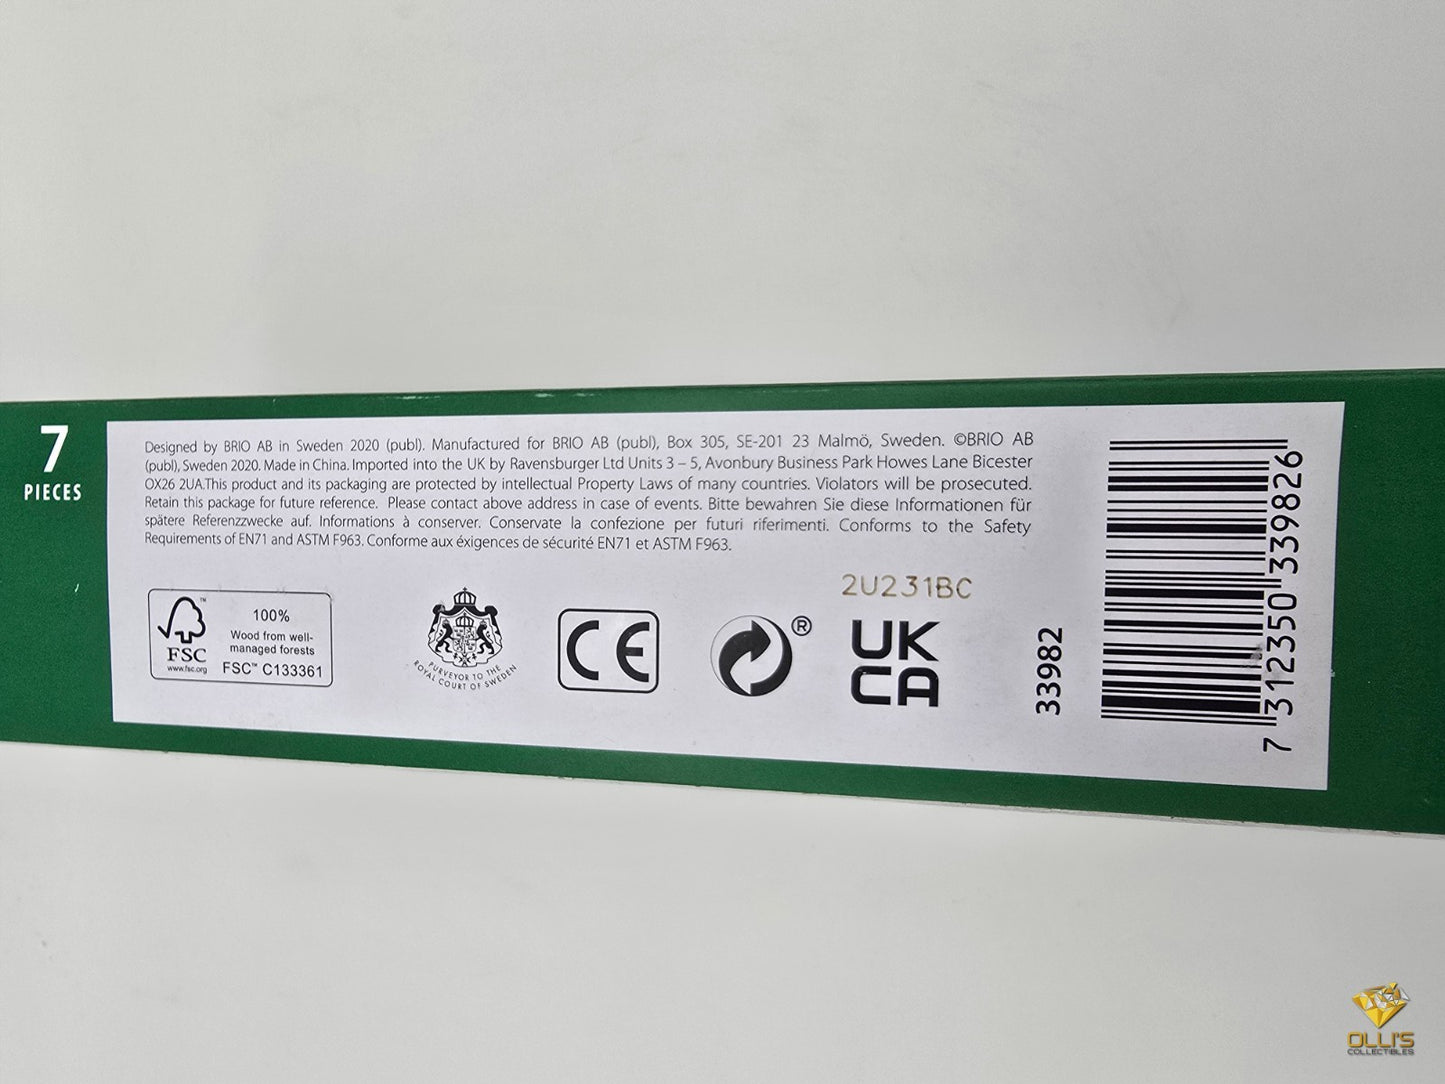 7
PIECES
Designed by BRIO AB in Sweden 2020 (publ). Manufactured for BRIO AB (publ), Box 305, SE-201 23 Malmö, Sweden. ©BRIO AB
(publ), Sweden 2020. Made in China. Imported into the UK by Ravensburger Ltd Units 3 – 5, Avonbury Business Park Howes Lane Bicester
OX26 2UA.This product and its packaging are protected by intellectual Property Laws of many countries. Violators will be prosecuted.
Retain this package for future reference. Please contact above address in case of events. Bitte bewahren Sie diese Informationen für
spätere Referenzzwecke auf. Informations à conserver. Conservate la confezione per futuri riferimenti. Conforms to the Safety
Requirements of EN71 and ASTM F963. Conforme aux éxigences de sécurité EN71 et ASTM F963.
FSC
www.fsc.org
100%
Wood from well-
managed forests
FSC™ C133361
PURVEYOR TO THE
ROYAL COURT OF SWEDEN
CE
®
2U231BC
UK
CA
33982
7 312350 339826
OLLI'S
COLLECTIBLES